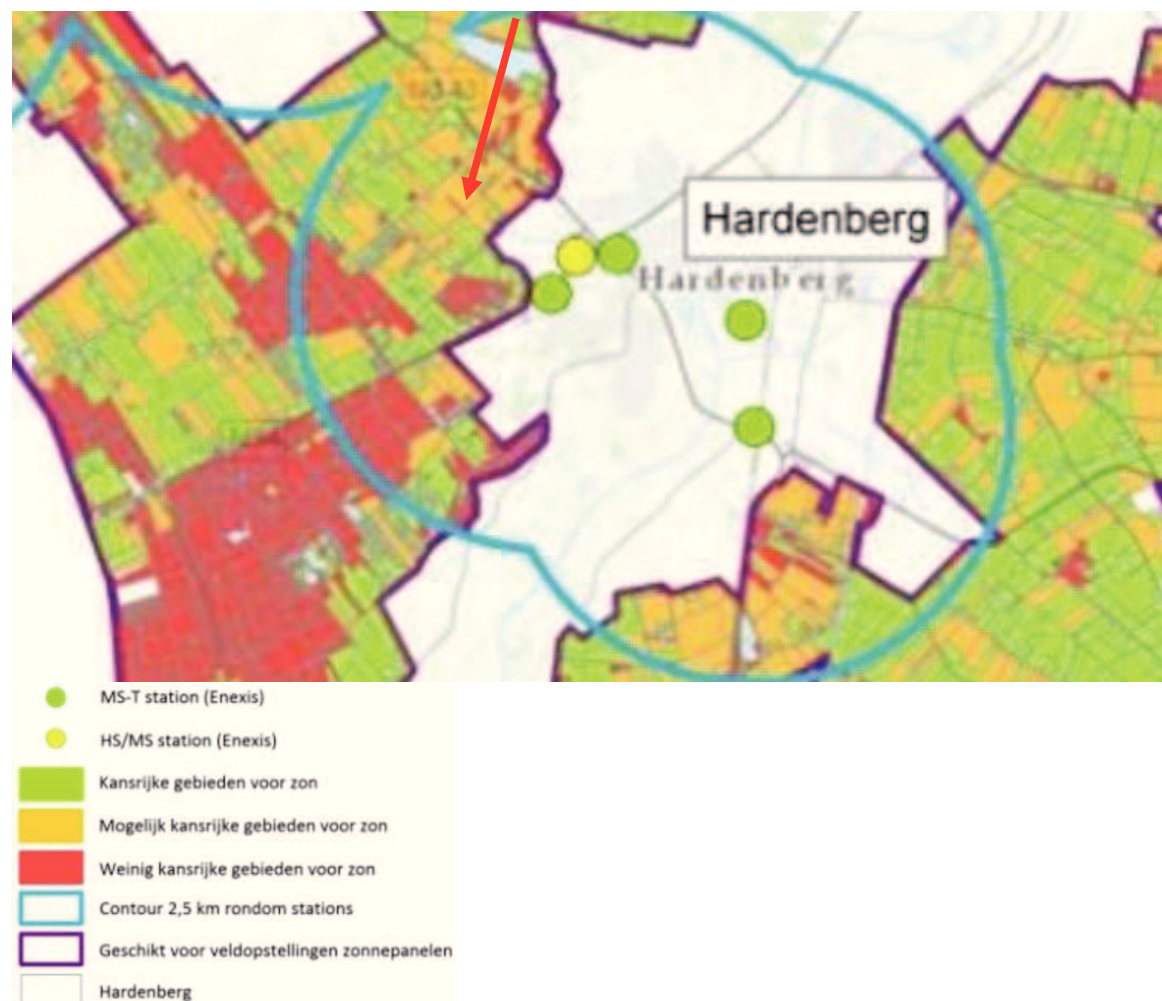 Hardenberg
Hardenberg
MS-T station (Enexis)
HS/MS station (Enexis)
Kansrijke gebieden voor zon
Mogelijk kansrijke gebieden voor zon
Weinig kansrijke gebieden voor zon
Contour 2,5 km rondom stations
Geschikt voor veldopstellingen zonnepanelen
Hardenberg